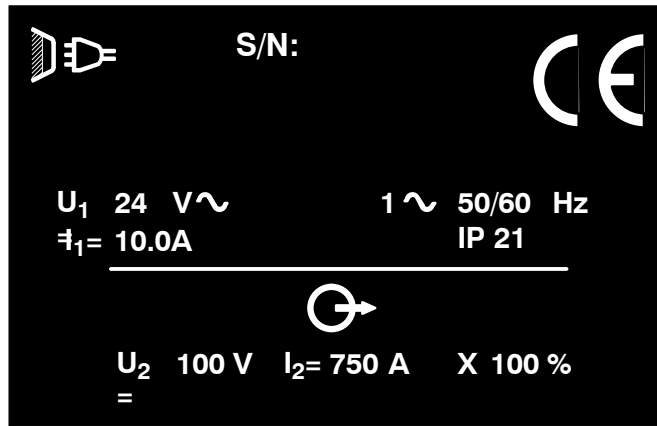 S/N:
CE
U1 24 V∿ 1∿ 50/60 Hz
I1= 10.0A IP 21
U2 100 V I2= 750 A X 100 %
=